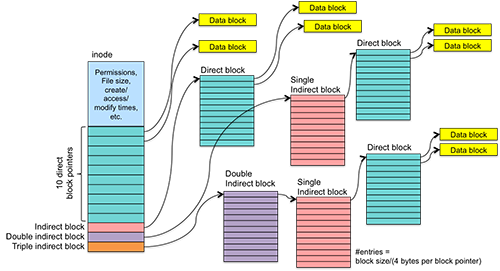 inode
Permissions,
File size,
create/
access/
modify times,
etc.
10 direct
block pointers
Indirect block
Double indirect block
Triple indirect block
Data block
Data block
Direct block
Data block
Data block
Single
Indirect block
Direct block
Data block
Data block
Double
Indirect block
Single
Indirect block
Direct block
Data block
Data block
#entries =
block size/(4 bytes per block pointer)